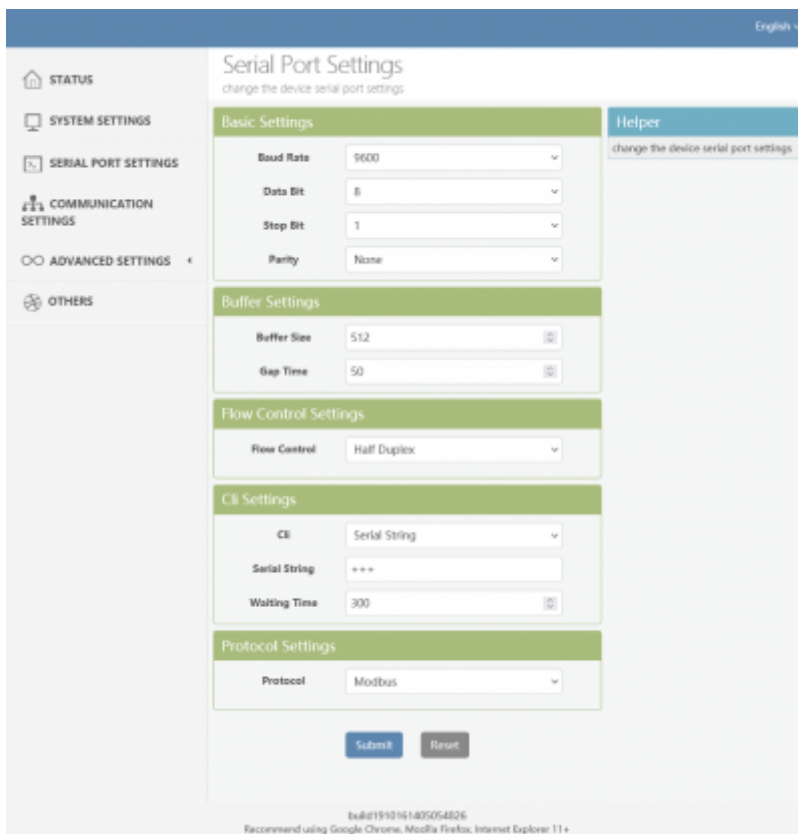 English
STATUS
SYSTEM SETTINGS
SERIAL PORT SETTINGS
COMMUNICATION
SETTINGS
ADVANCED SETTINGS
OTHERS
Serial Port Settings
change the device serial port settings
Basic Settings
Baud Rate 9600
Data Bit 8
Stop Bit 1
Parity None
Buffer Settings
Buffer Size 512
Gap Time 50
Flow Control Settings
Flow Control Half Duplex
Cli Settings
Cli Serial String
Serial String +++
Waiting Time 300
Protocol Settings
Protocol Modbus
Submit Reset
Helper
change the device serial port settings
build1910161405054826
Recommend using Google Chrome, Mozilla Firefox, Internet Explorer 11+